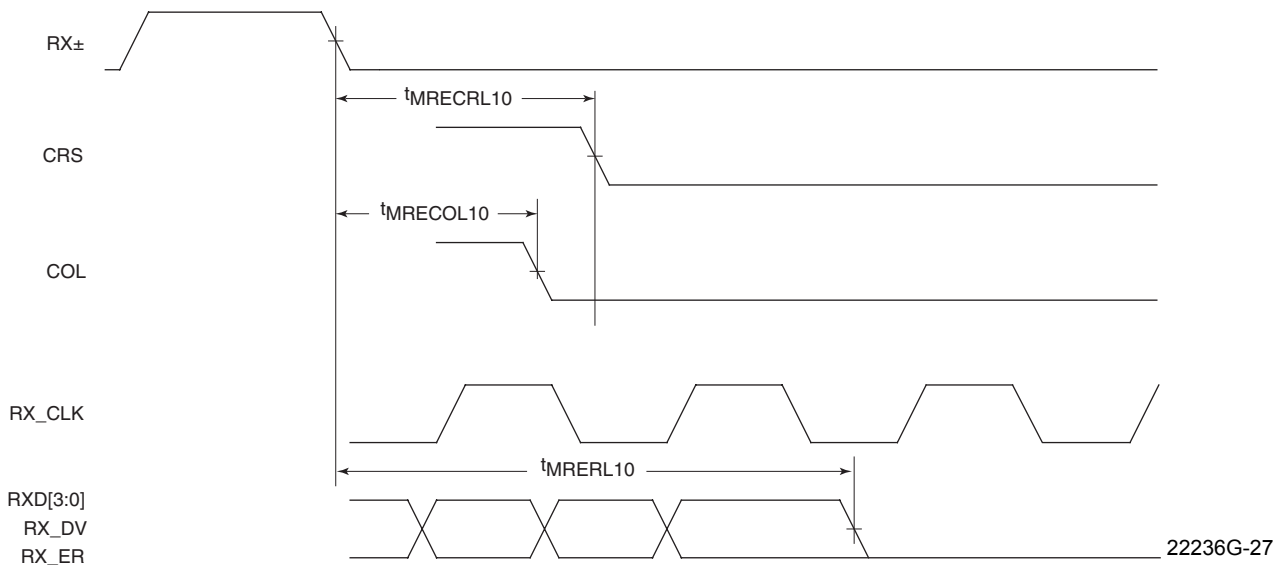 RX±
tMRECRL10
CRS
tMRECOL10
COL
RX_CLK
tMRERL10
RXD[3:0]
RX_DV
RX_ER
22236G-27